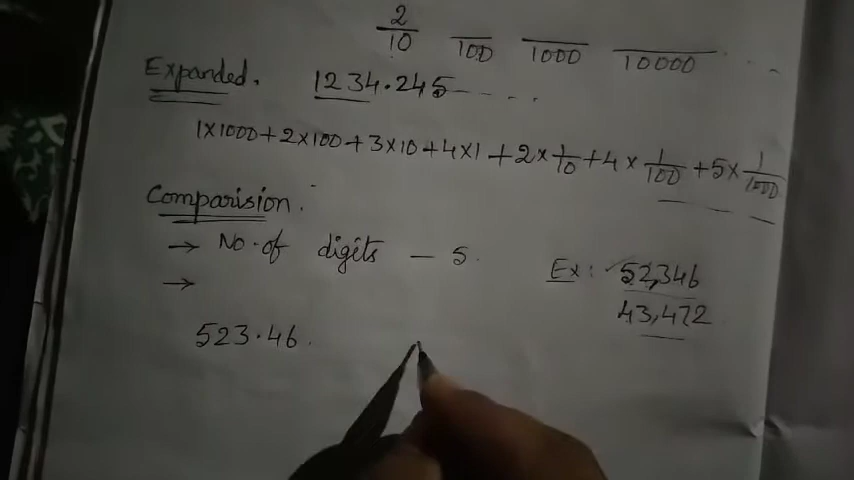 2/10 /100 /1000 /10000 ...
Expanded. 1234.245-----
1×1000+2×100+3×10+4×1+2×1/10+4×1/100+5×1/1000
Comparision.
→ No.of digits — 5.
→
Ex: 52,346
43,472
523.46.